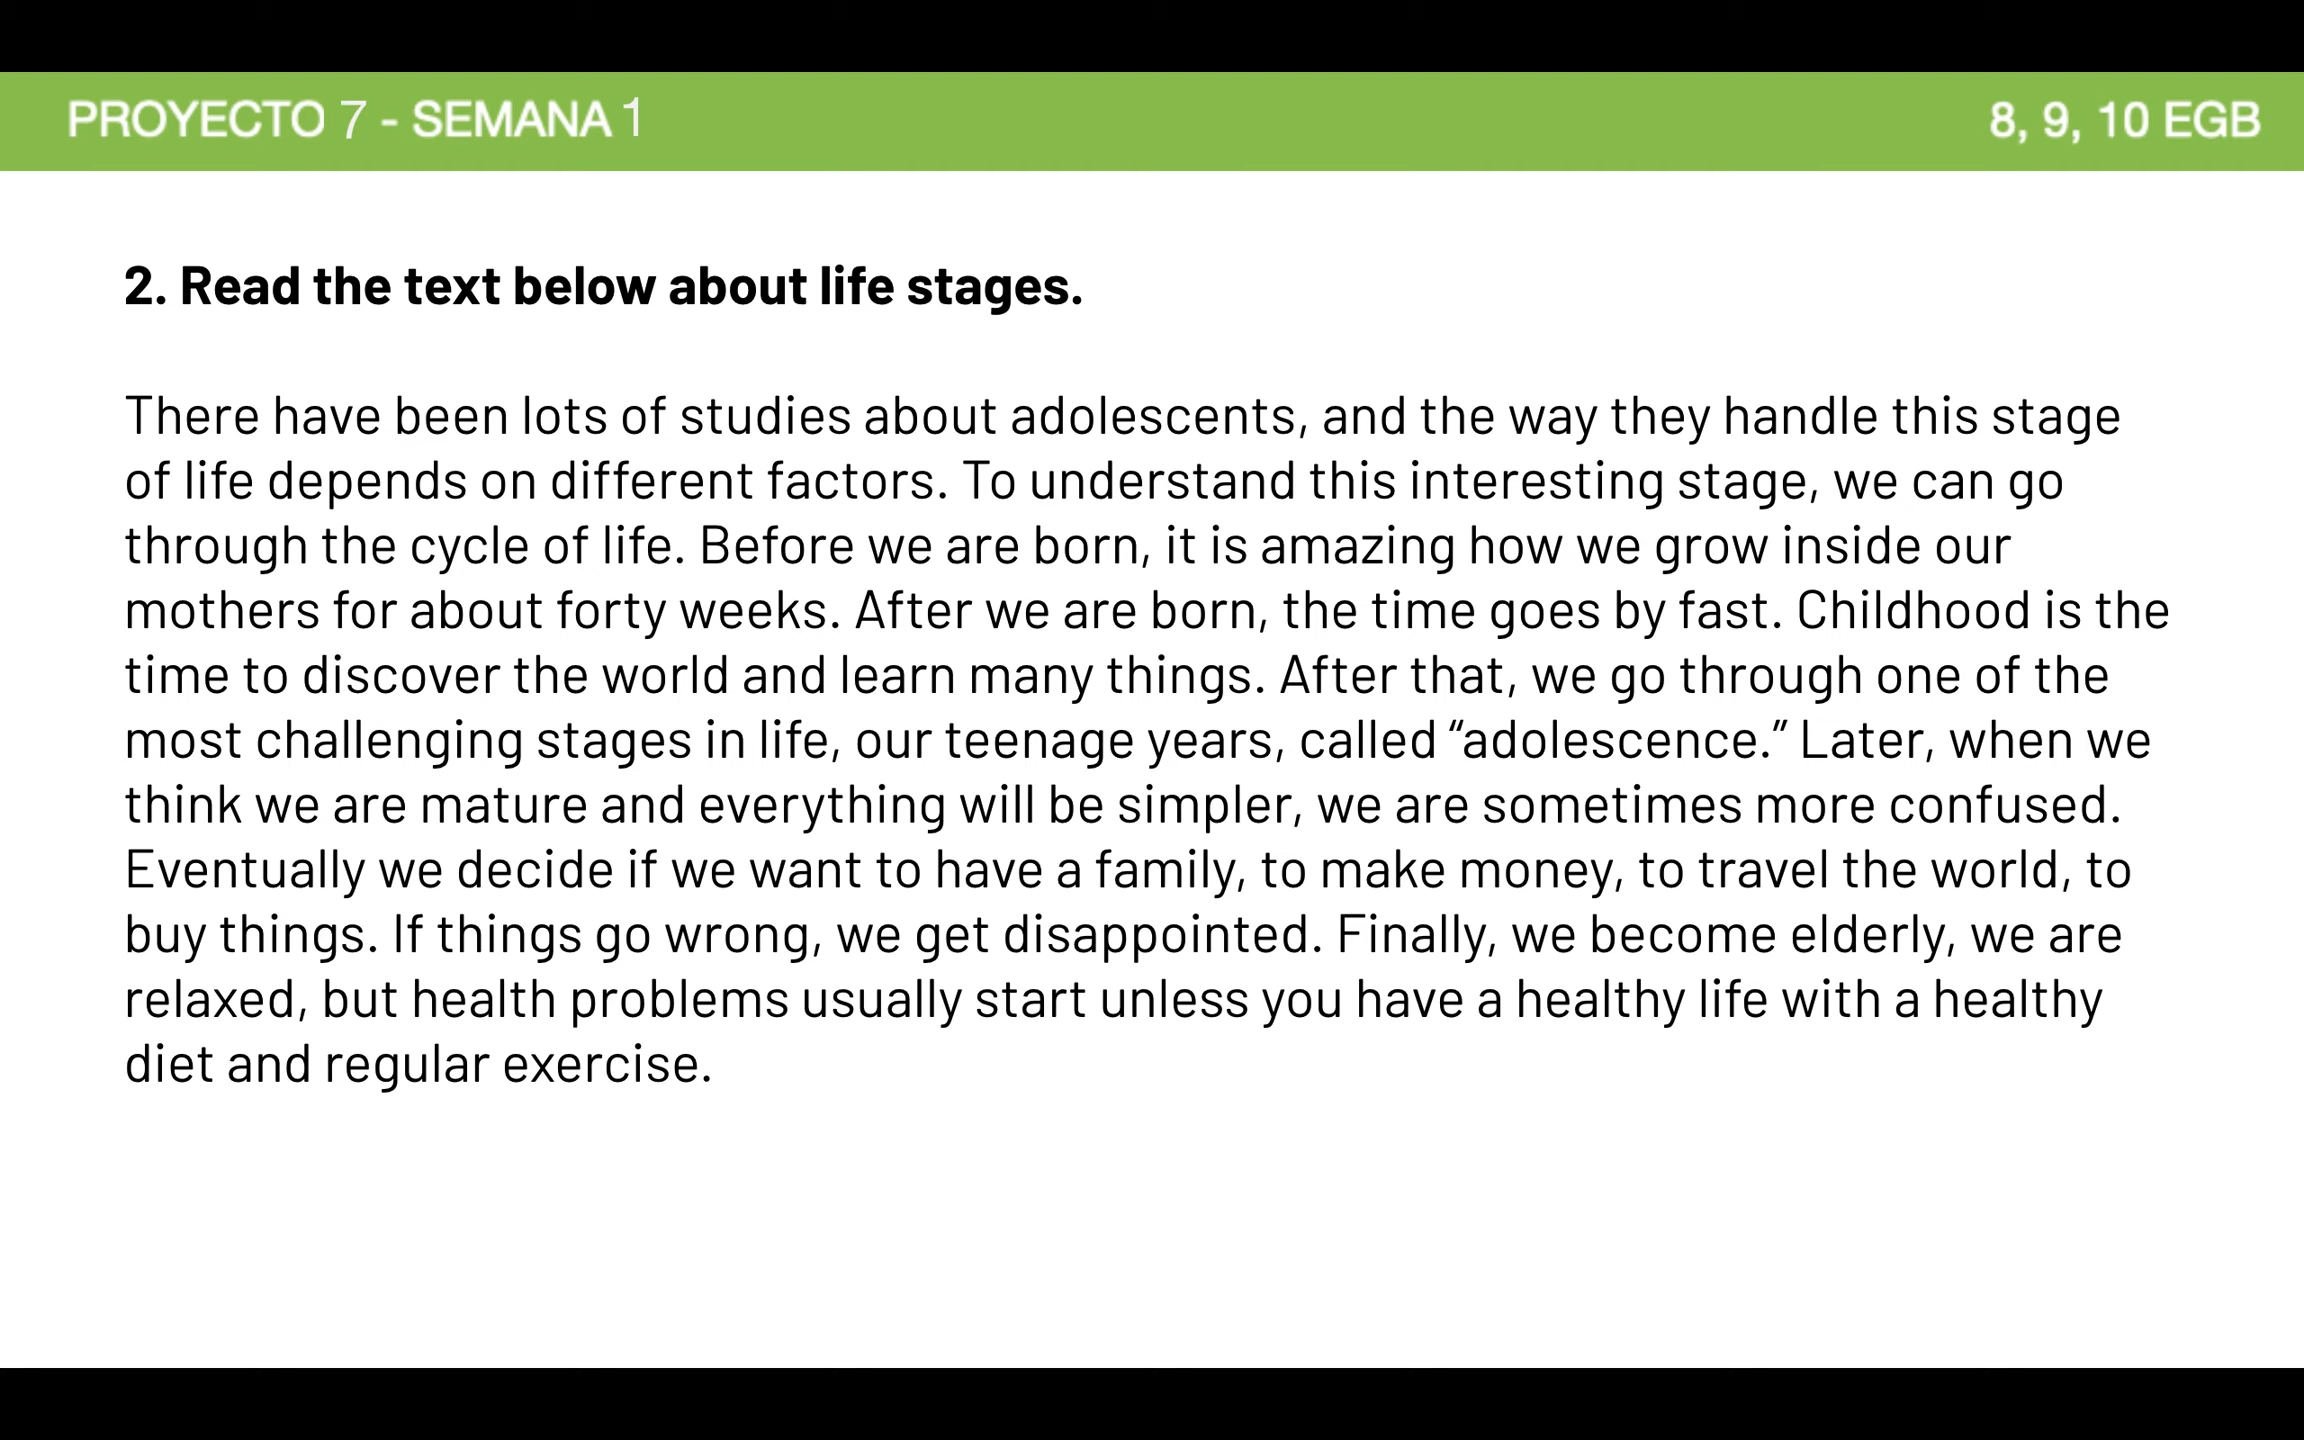 PROYECTO 7 - SEMANA 1
8, 9, 10 EGB
2. Read the text below about life stages.
There have been lots of studies about adolescents, and the way they handle this stage
of life depends on different factors. To understand this interesting stage, we can go
through the cycle of life. Before we are born, it is amazing how we grow inside our
mothers for about forty weeks. After we are born, the time goes by fast. Childhood is the
time to discover the world and learn many things. After that, we go through one of the
most challenging stages in life, our teenage years, called “adolescence.” Later, when we
think we are mature and everything will be simpler, we are sometimes more confused.
Eventually we decide if we want to have a family, to make money, to travel the world, to
buy things. If things go wrong, we get disappointed. Finally, we become elderly, we are
relaxed, but health problems usually start unless you have a healthy life with a healthy
diet and regular exercise.